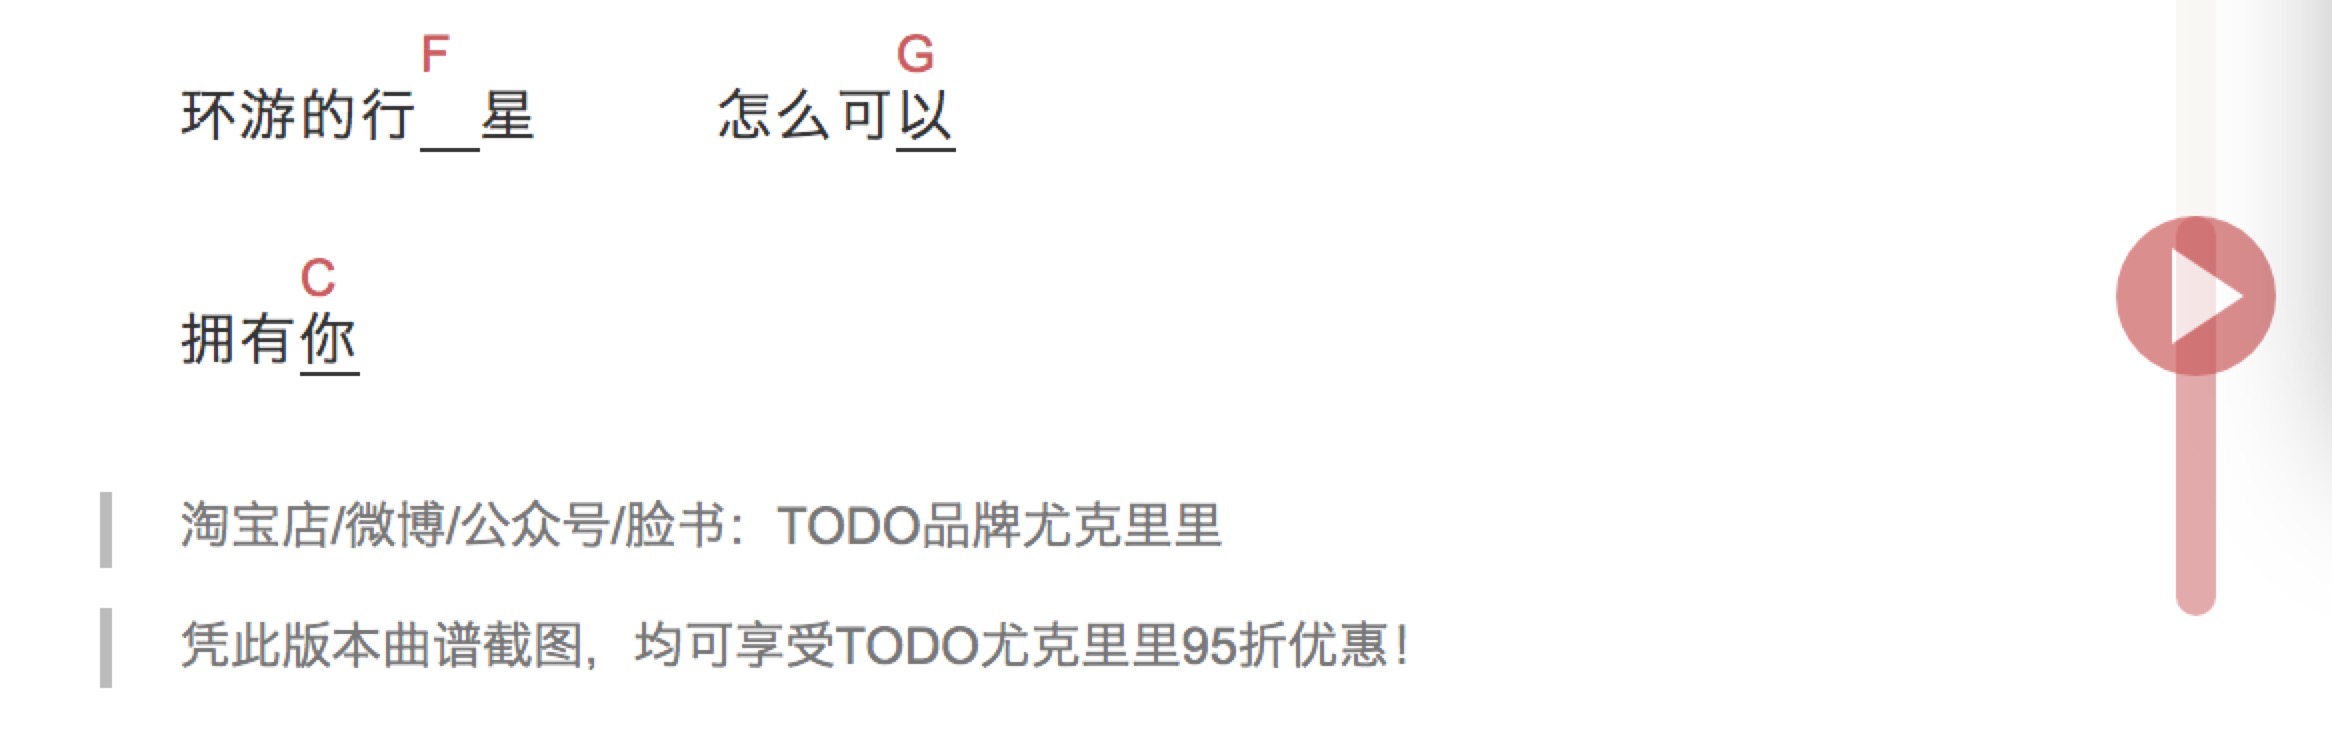 F G
环游的行__星 怎么可以
C
拥有你
淘宝店/微博/公众号/脸书：TODO品牌尤克里里
凭此版本曲谱截图，均可享受TODO尤克里里95折优惠！